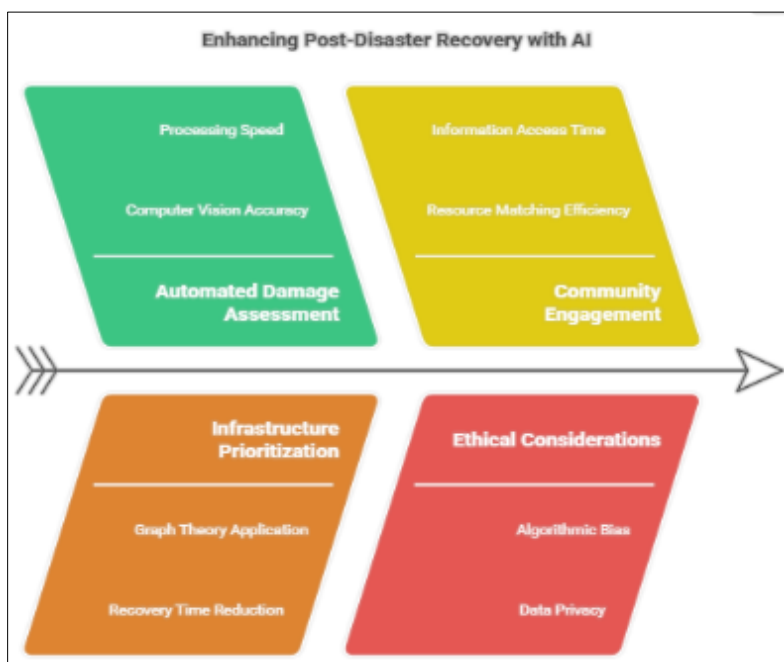 Enhancing Post-Disaster Recovery with AI
Processing Speed
Computer Vision Accuracy
Automated Damage
Assessment
Information Access Time
Resource Matching Efficiency
Community
Engagement
Infrastructure
Prioritization
Graph Theory Application
Recovery Time Reduction
Ethical Considerations
Algorithmic Bias
Data Privacy